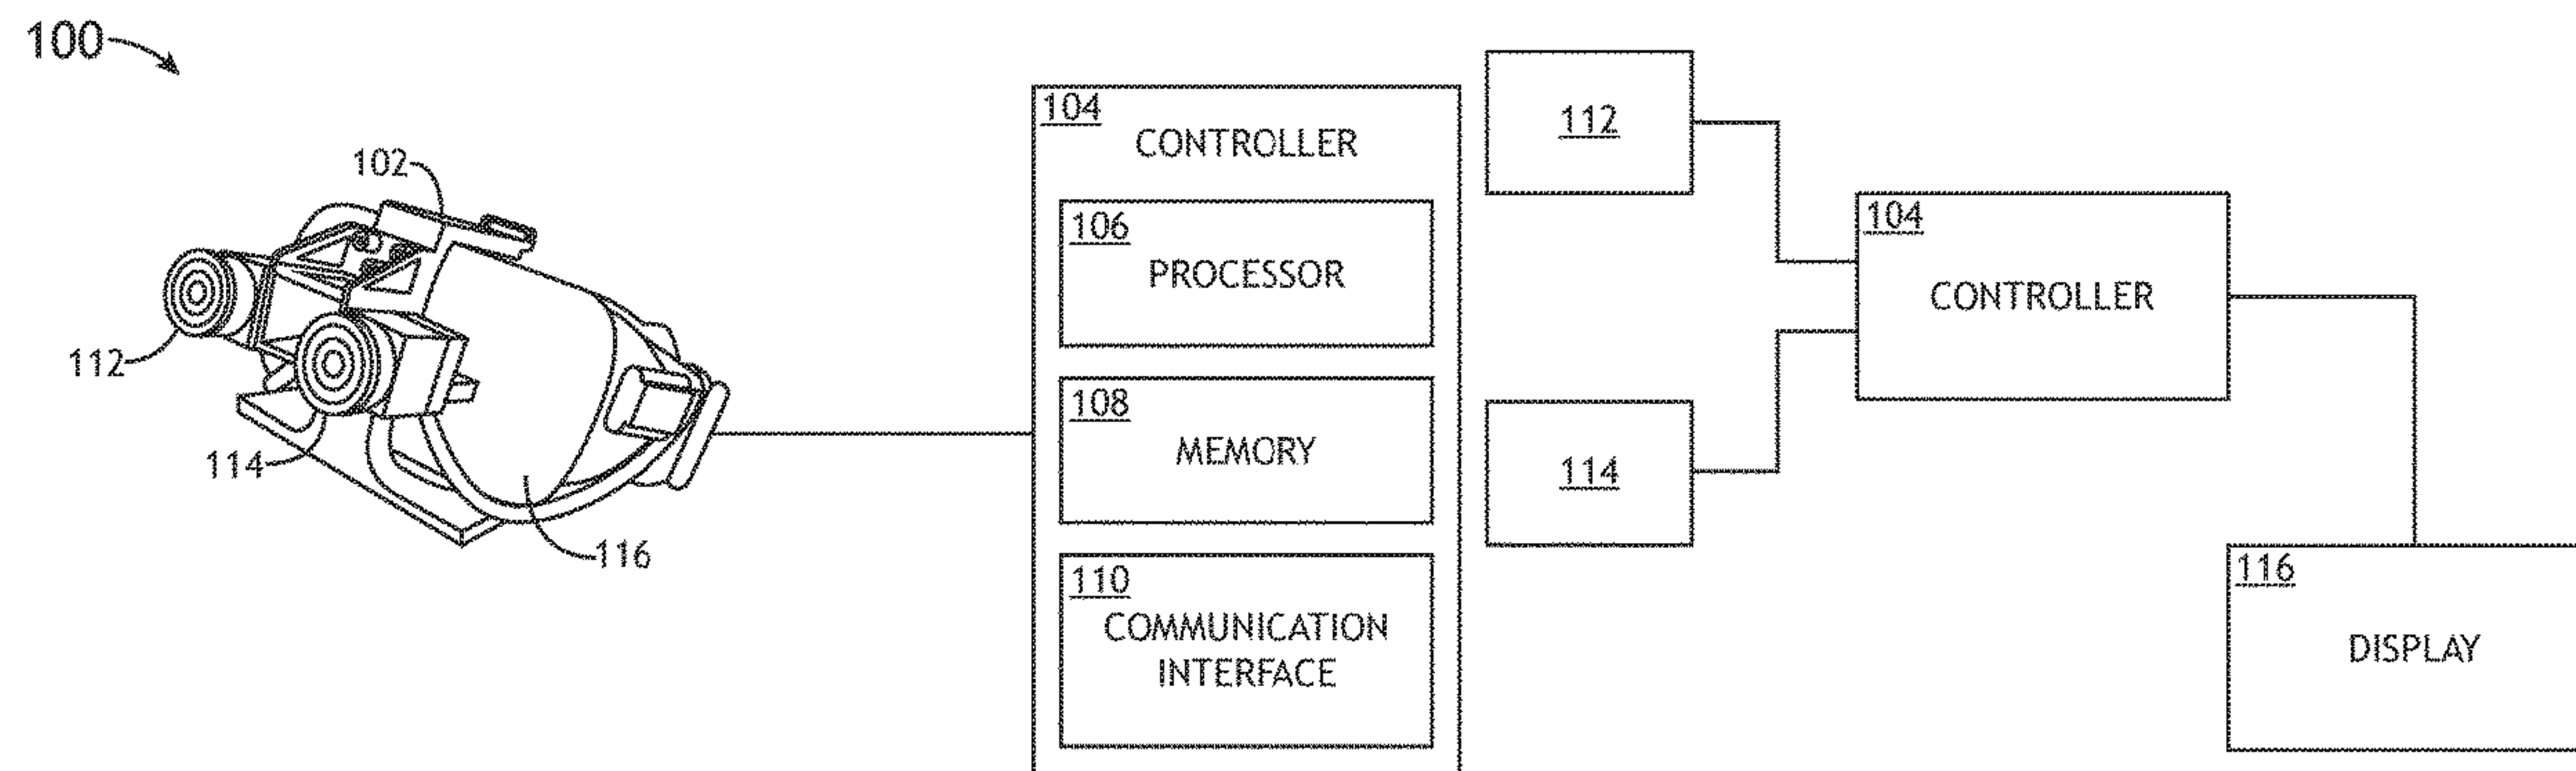 100
102
112
114
116
104
CONTROLLER
106
PROCESSOR
108
MEMORY
110
COMMUNICATION
INTERFACE
112
114
104
CONTROLLER
116
DISPLAY